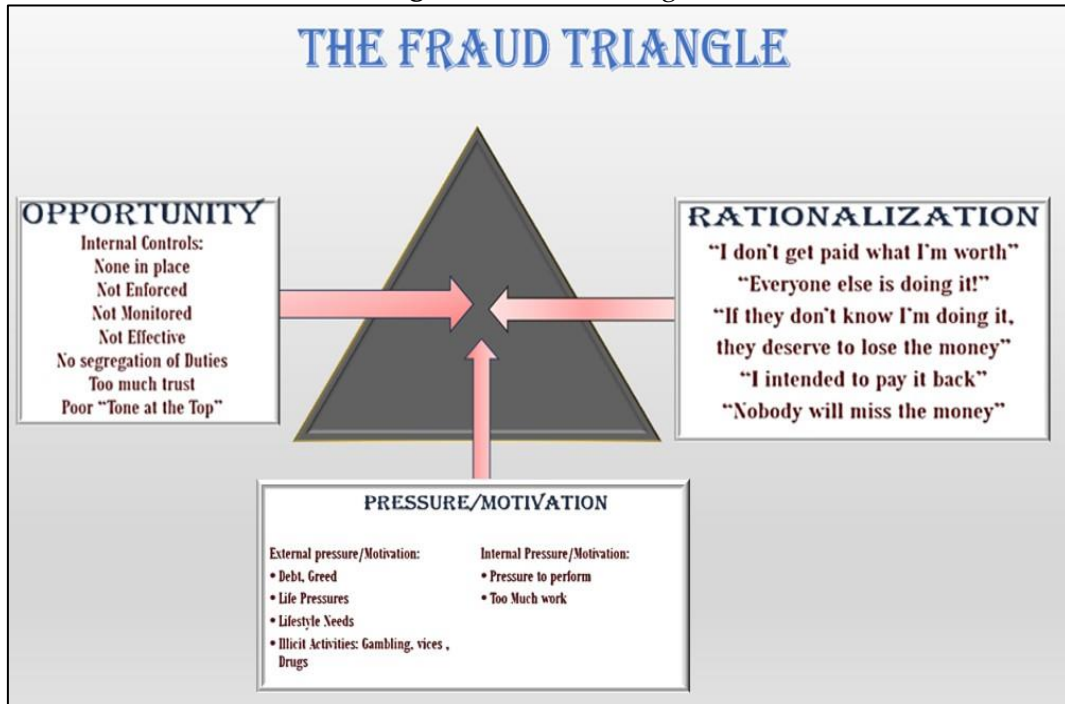 THE FRAUD TRIANGLE
OPPORTUNITY
Internal Controls:
None in place
Not Enforced
Not Monitored
Not Effective
No segregation of Duties
Too much trust
Poor “Tone at the Top”
RATIONALIZATION
“I don’t get paid what I’m worth”
“Everyone else is doing it!”
“If they don’t know I’m doing it,
they deserve to lose the money”
“I intended to pay it back”
“Nobody will miss the money”
PRESSURE/MOTIVATION
External pressure/Motivation:
• Debt, Greed
• Life Pressures
• Lifestyle Needs
• Illicit Activities: Gambling, vices ,
Drugs
Internal Pressure/Motivation:
• Pressure to perform
• Too Much work